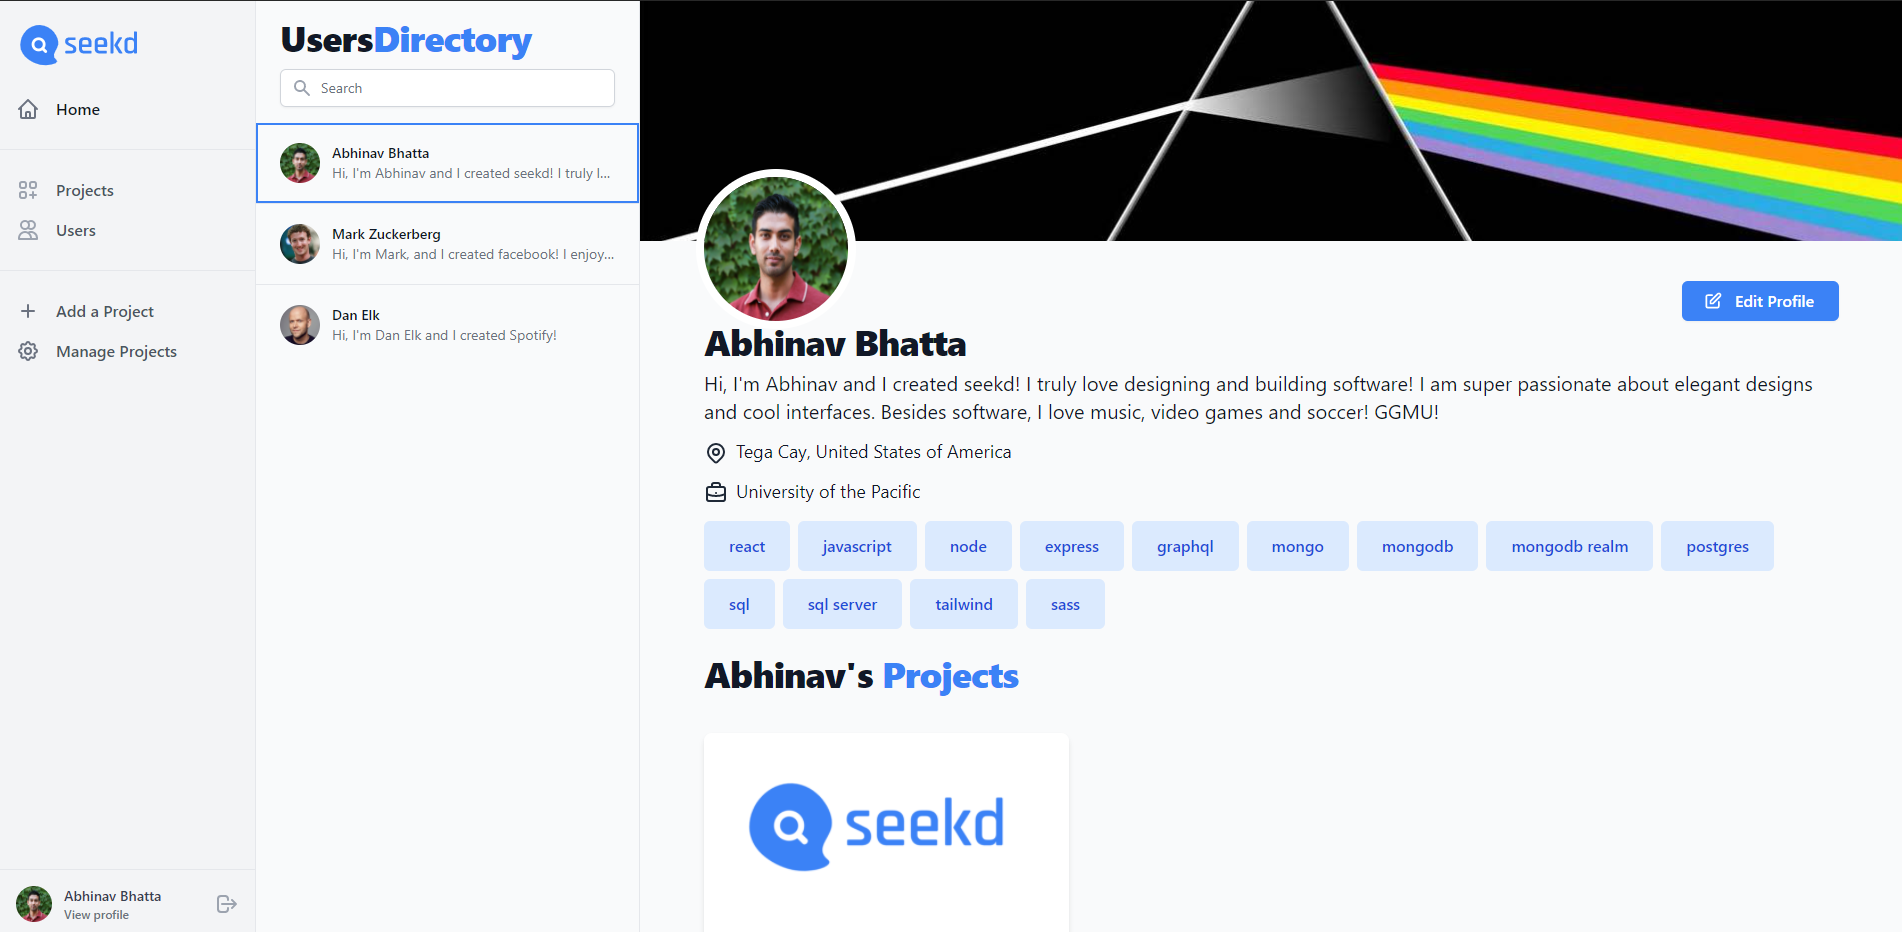 seekd
Home
Projects
Users
Add a Project
Manage Projects
Abhinav Bhatta
View profile
UsersDirectory
Search
Abhinav Bhatta
Hi, I'm Abhinav and I created seekd! I truly l...
Mark Zuckerberg
Hi, I'm Mark, and I created facebook! I enjoy...
Dan Elk
Hi, I'm Dan Elk and I created Spotify!
Edit Profile
Abhinav Bhatta
Hi, I'm Abhinav and I created seekd! I truly love designing and building software! I am super passionate about elegant designs
and cool interfaces. Besides software, I love music, video games and soccer! GGMU!
Tega Cay, United States of America
University of the Pacific
react javascript node express graphql mongo mongodb mongodb realm postgres
sql sql server tailwind sass
Abhinav's Projects
seekd